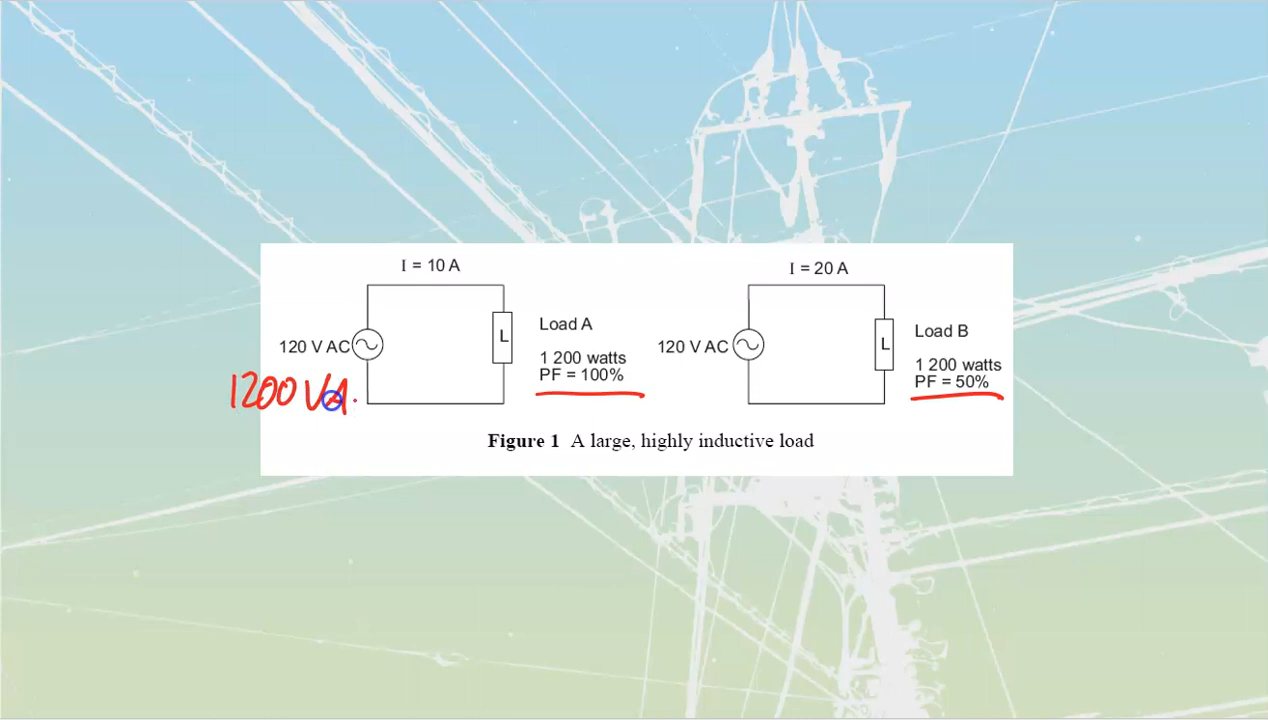 I = 10 A
120 V AC
L
Load A
1 200 watts
PF = 100%
1200 VA.
I = 20 A
120 V AC
L
Load B
1 200 watts
PF = 50%
Figure 1 A large, highly inductive load